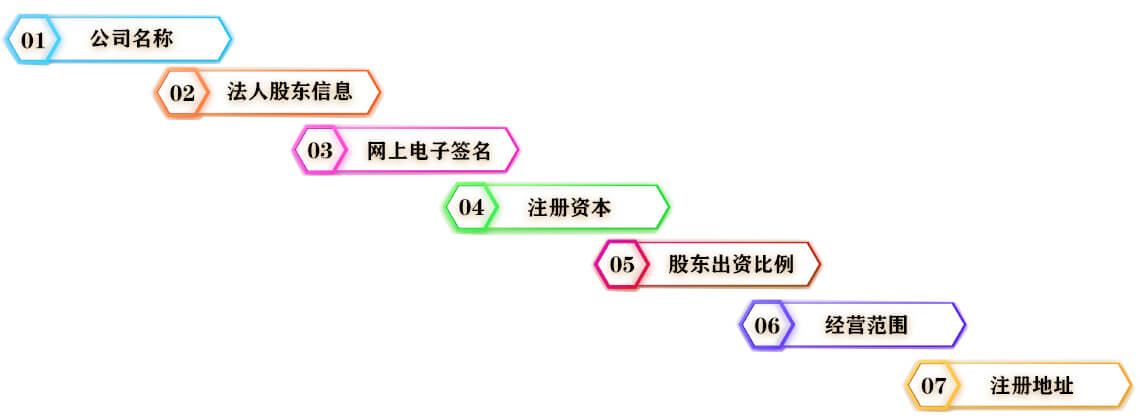 01 公司名称
02 法人股东信息
03 网上电子签名
04 注册资本
05 股东出资比例
06 经营范围
07 注册地址